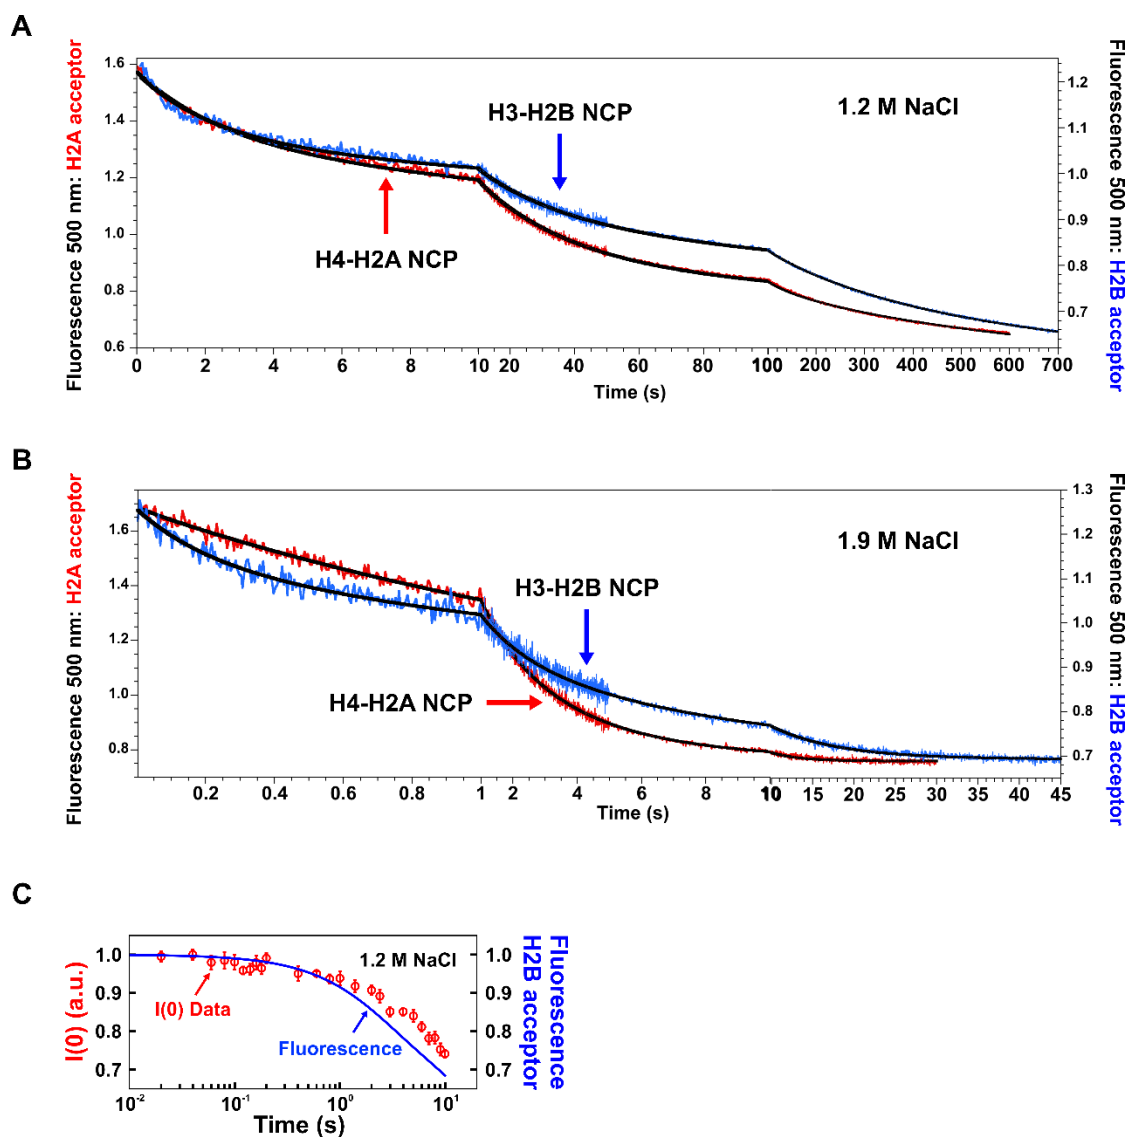 A
Fluorescence 500 nm: H2A acceptor
1.6
1.4
1.2
1.0
0.8
0.6
H3-H2B NCP
1.2 M NaCl
H4-H2A NCP
1.2
1.1
1.0
0.9
0.8
0.7
Fluorescence 500 nm: H2B acceptor
0 2 4 6 8 10 20 40 60 80 100 200 300 400 500 600 700
Time (s)
B
Fluorescence 500 nm: H2A acceptor
1.6
1.4
1.2
1.0
0.8
1.9 M NaCl
H3-H2B NCP
H4-H2A NCP
1.3
1.2
1.1
1.0
0.9
0.8
0.7
Fluorescence 500 nm: H2B acceptor
0.2 0.4 0.6 0.8 1 2 4 6 8 10 15 20 25 30 35 40 45
Time (s)
C
I(0) (a.u.)
1.0
0.9
0.8
0.7
1.2 M NaCl
I(0) Data
Fluorescence
1.0
0.9
0.8
0.7
Fluorescence
H2B acceptor
10-2 10-1 100 101
Time (s)